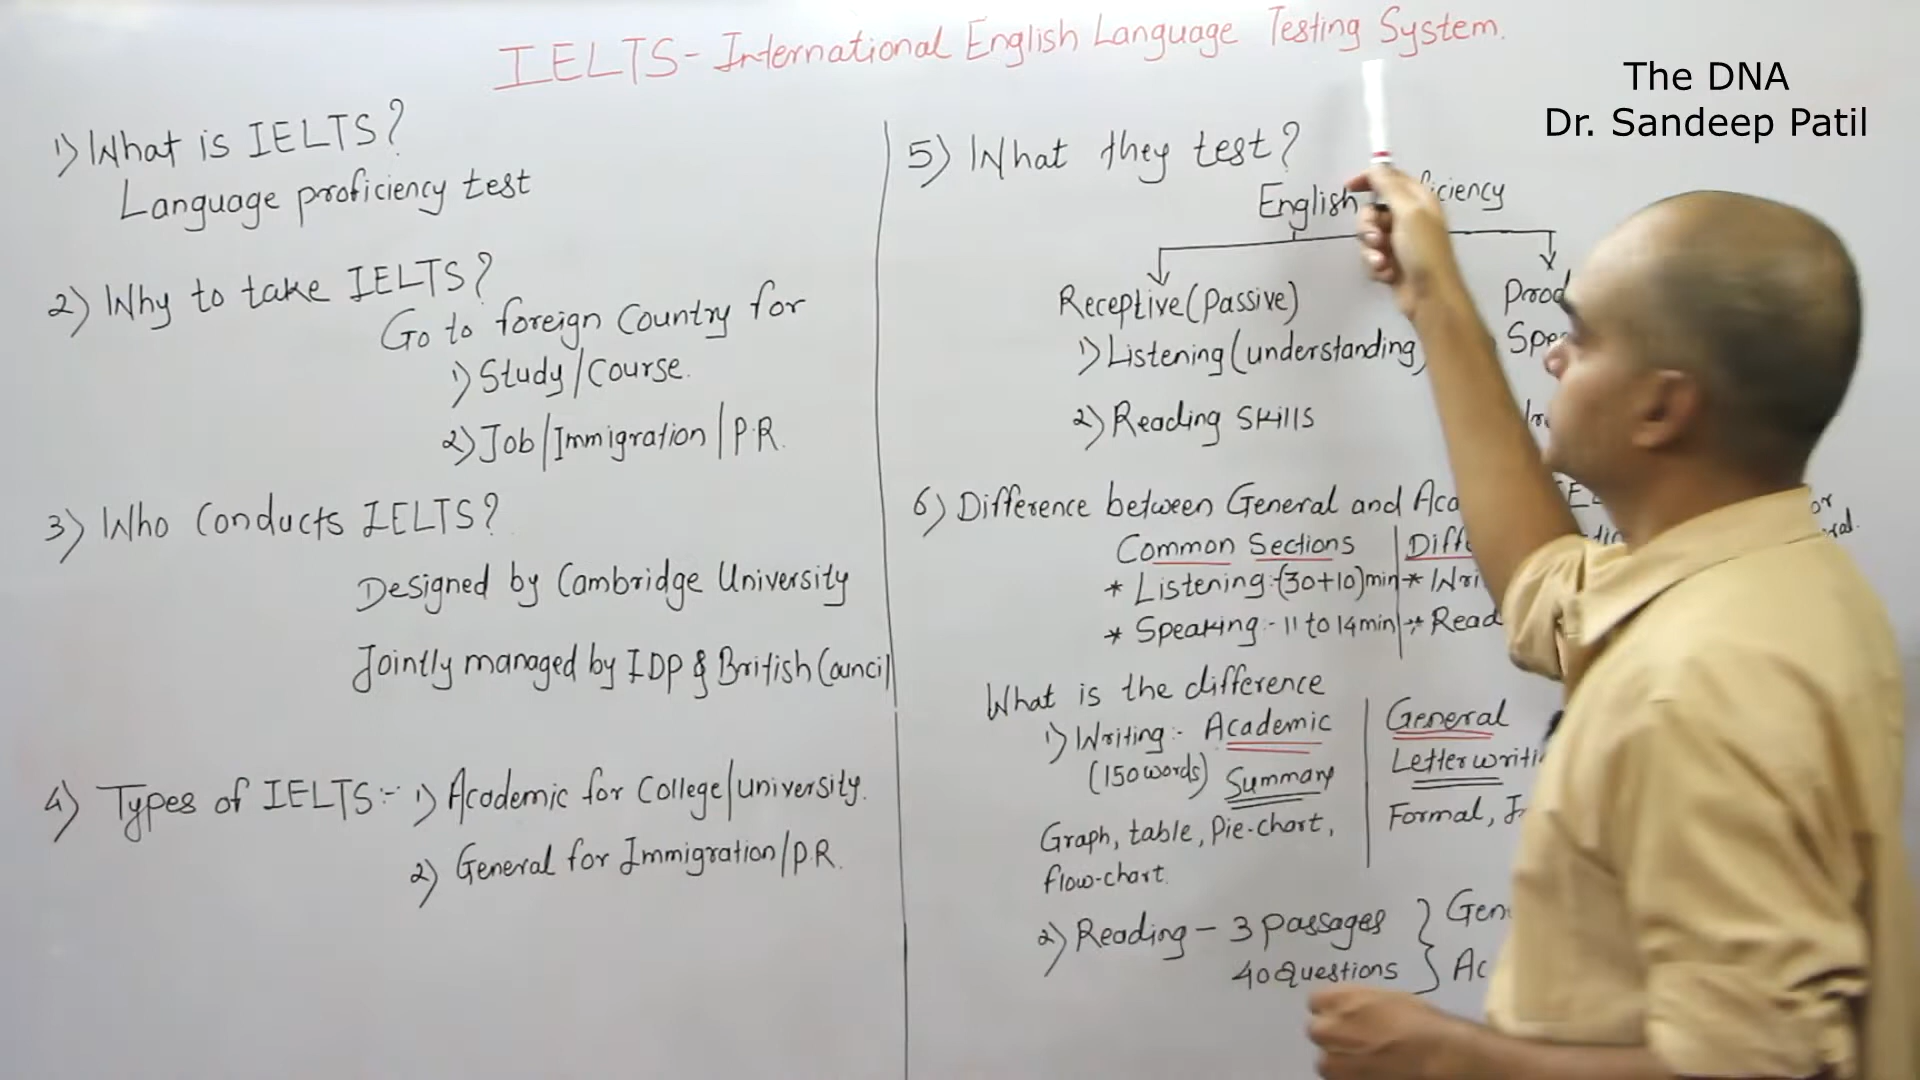 IELTS - International English Language Testing System.
The DNA
Dr. Sandeep Patil
1) What is IELTS?
Language proficiency test
2) Why to take IELTS?
Go to foreign Country for
1) Study/Course.
2) Job/Immigration/P.R.
3) Who Conducts IELTS?
Designed by Cambridge University
Jointly managed by IDP & British Council
4) Types of IELTS:- 1) Academic for College/University.
2) General for Immigration/P.R.
5) What they test?
English
Receptive (Passive)
1) Listening (understanding)
2) Reading Skills
6) Difference between General and
Common Sections
* Listening:-(30+10)min *
* Speaking:- 11 to 14min *
What is the difference
1) Writing:- Academic General
(150 words) Summary Letter
Graph, table, Pie-chart, Formal,
flow-chart.
2) Reading - 3 Passages
40 Questions